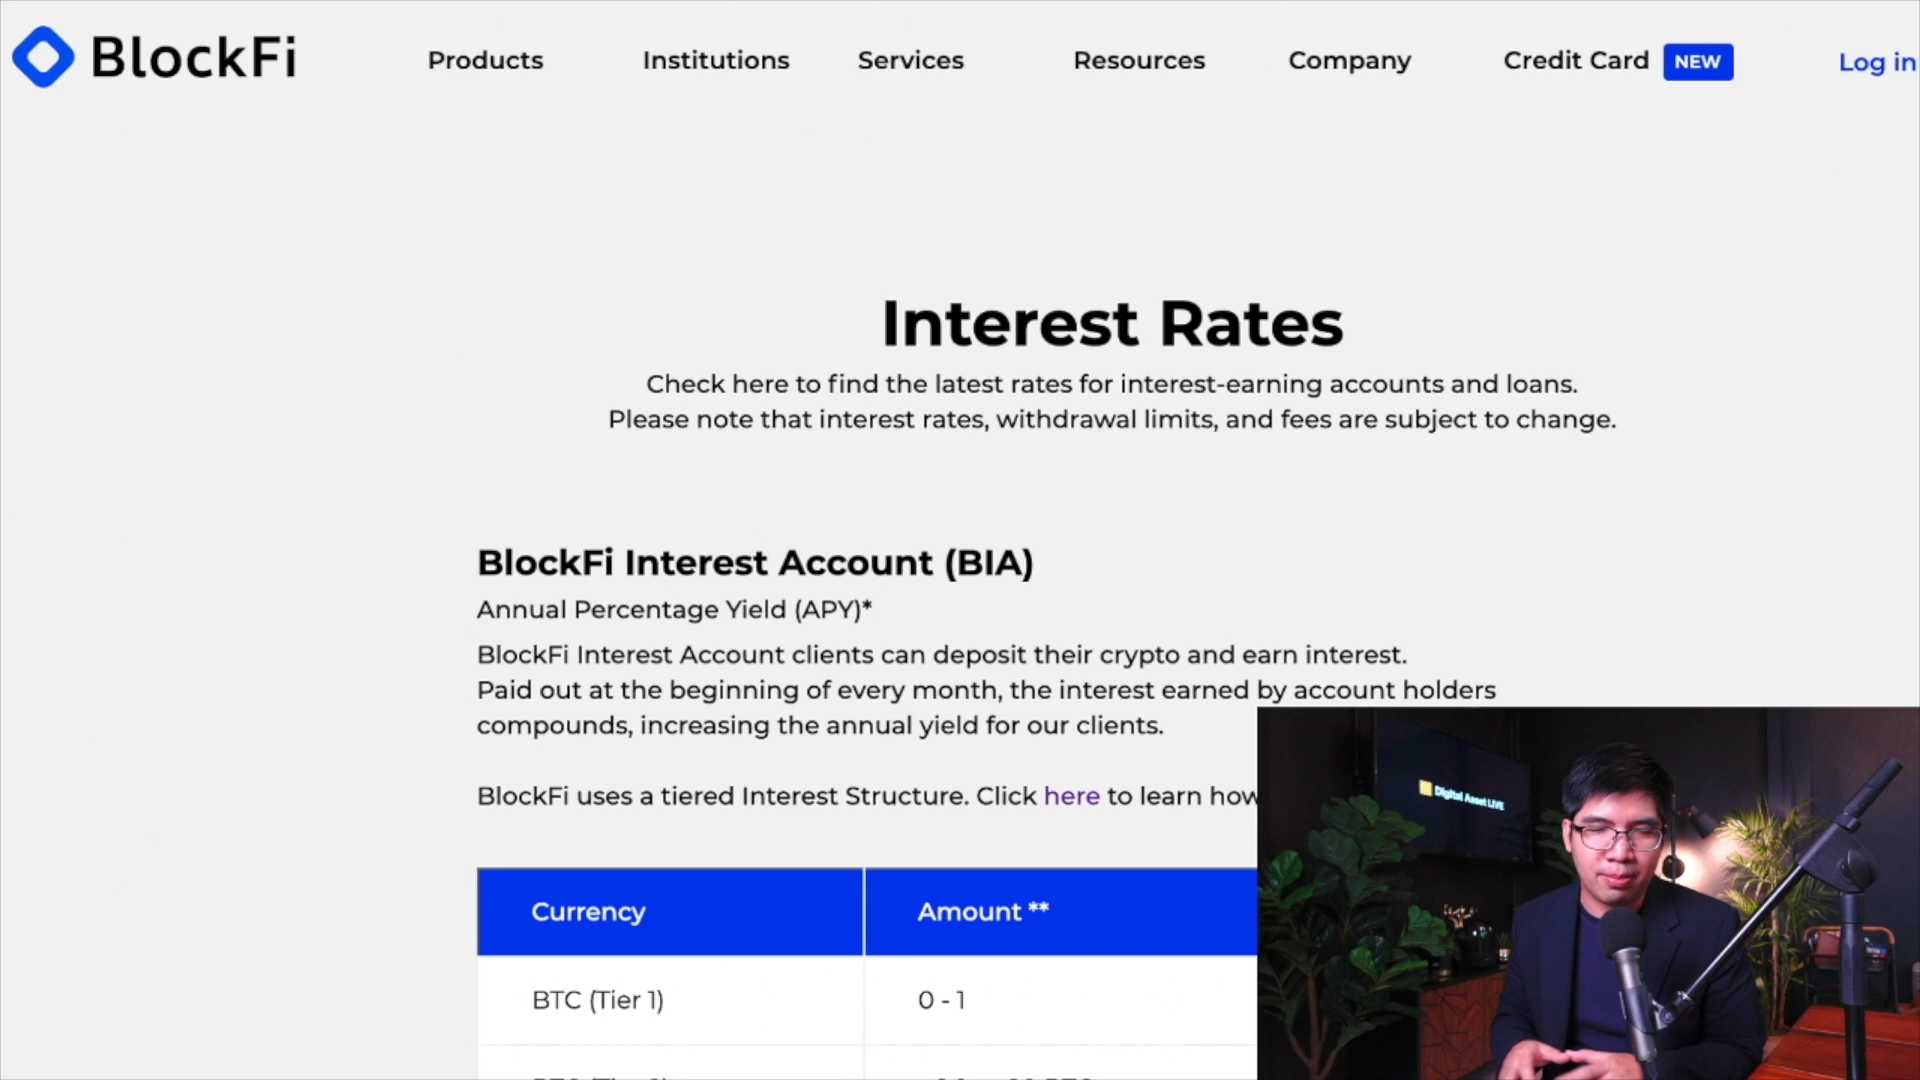 BlockFi
Products
Institutions
Services
Resources
Company
Credit Card NEW
Log in
Interest Rates
Check here to find the latest rates for interest-earning accounts and loans.
Please note that interest rates, withdrawal limits, and fees are subject to change.
BlockFi Interest Account (BIA)
Annual Percentage Yield (APY)*
BlockFi Interest Account clients can deposit their crypto and earn interest.
Paid out at the beginning of every month, the interest earned by account holders
compounds, increasing the annual yield for our clients.
BlockFi uses a tiered Interest Structure. Click here to learn how
Digital Asset LIVE
Currency
Amount **
BTC (Tier 1)
0 - 1